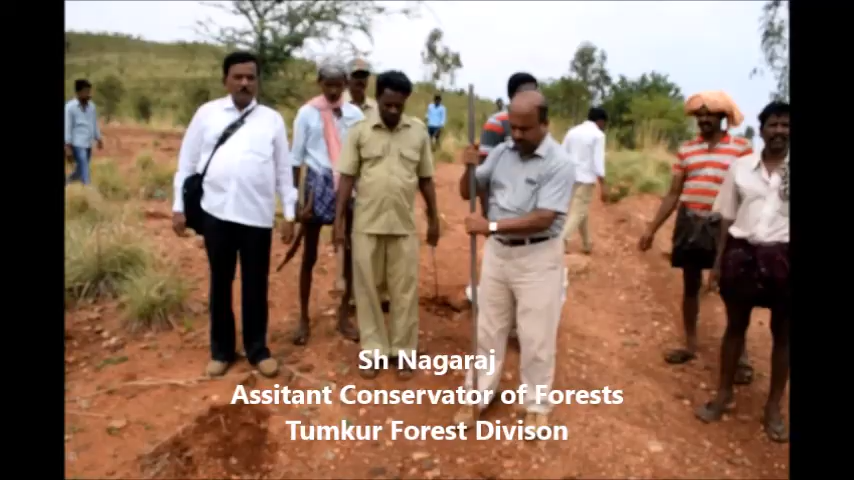 Sh Nagaraj
Assitant Conservator of Forests
Tumkur Forest Divison